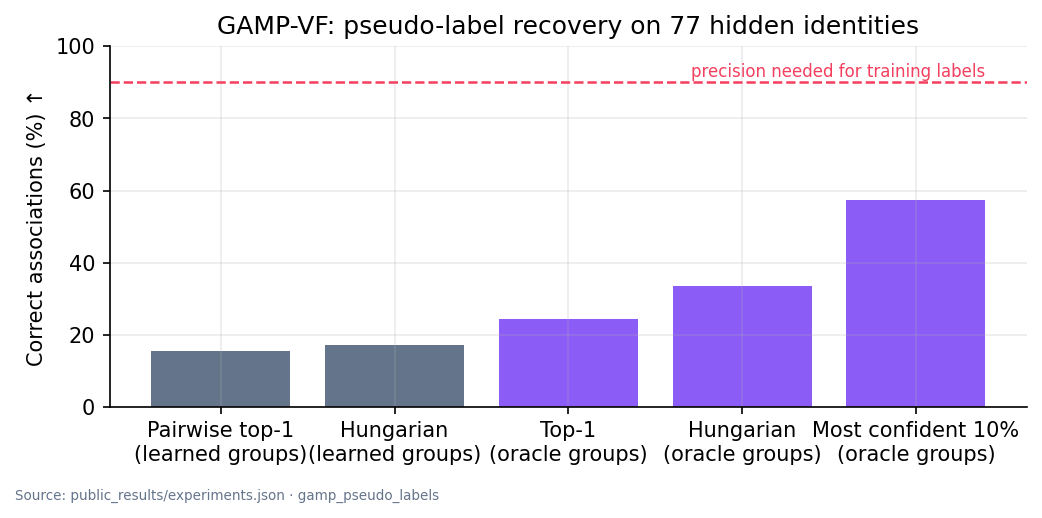 GAMP-VF: pseudo-label recovery on 77 hidden identities
100
80
60
40
20
0
Correct associations (%) ↑
precision needed for training labels
Pairwise top-1
(learned groups)
Hungarian
(learned groups)
Top-1
(oracle groups)
Hungarian
(oracle groups)
Most confident 10%
(oracle groups)
Source: public_results/experiments.json · gamp_pseudo_labels